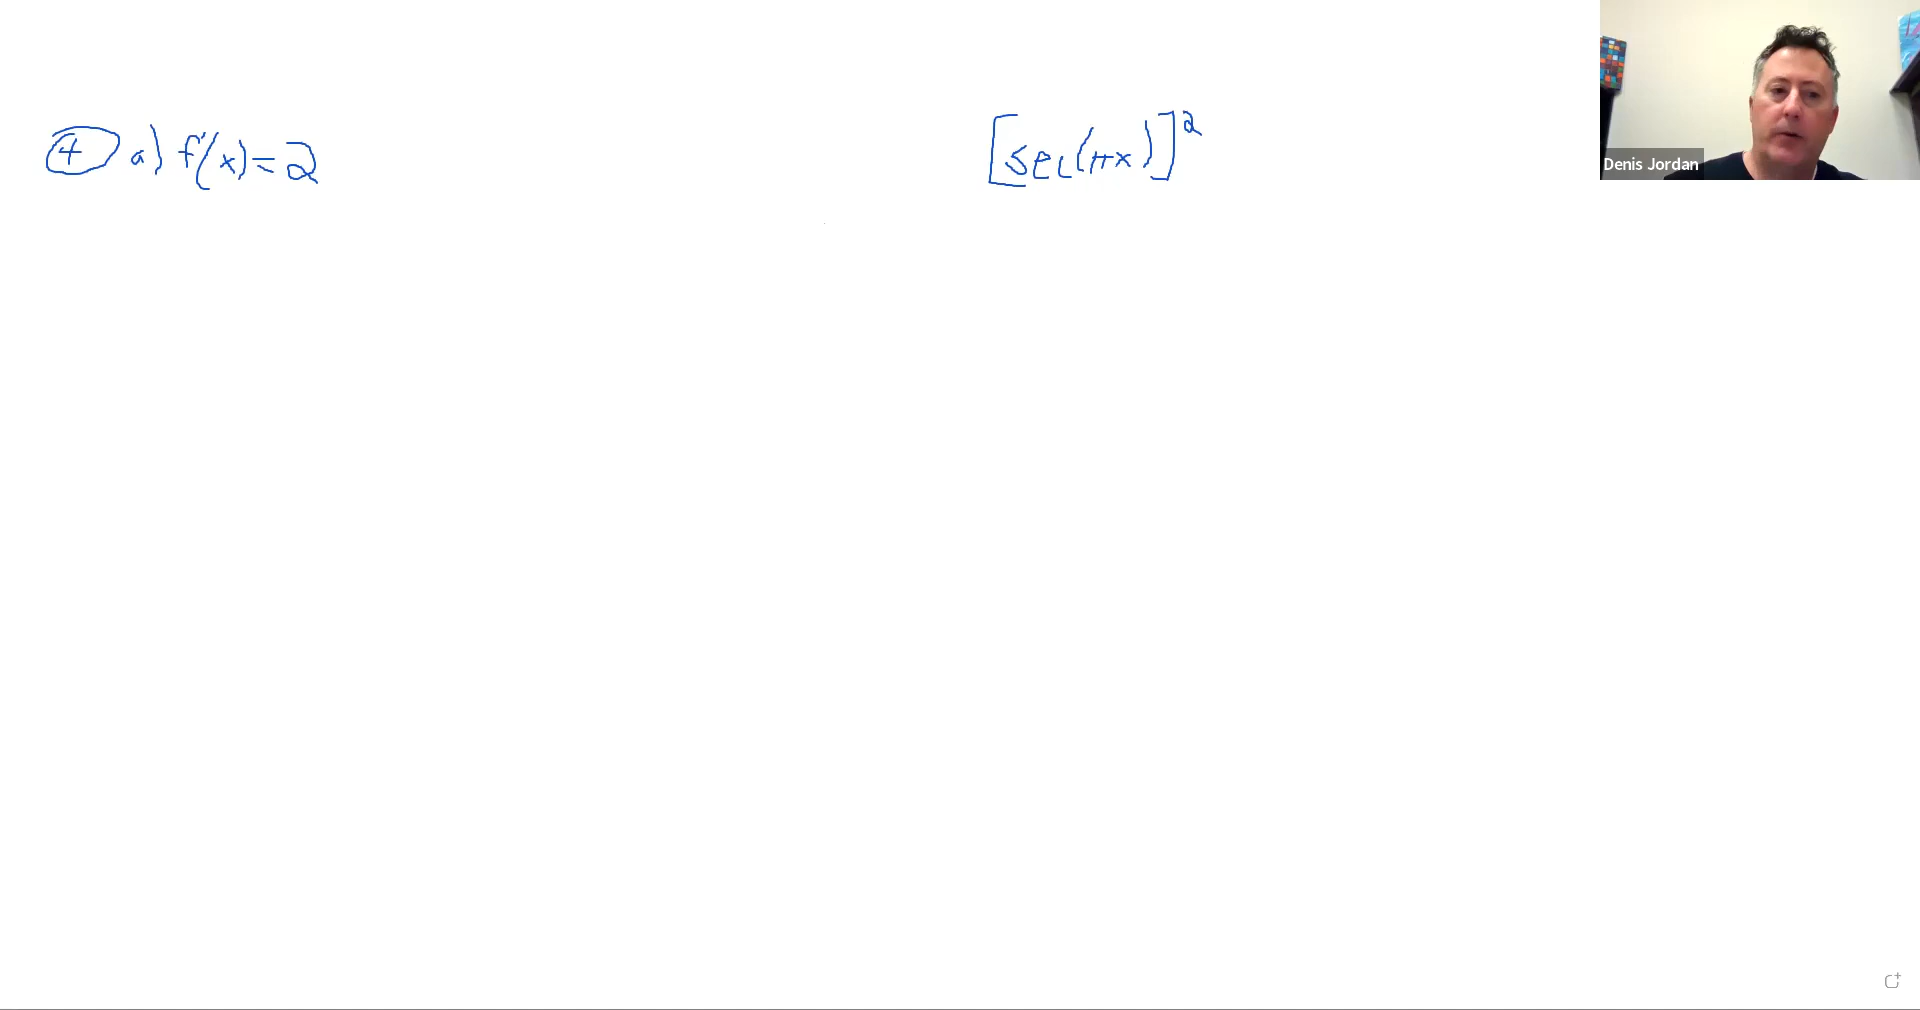 ④ a) f'(x) = 2
[sec(πx)]²
Denis Jordan